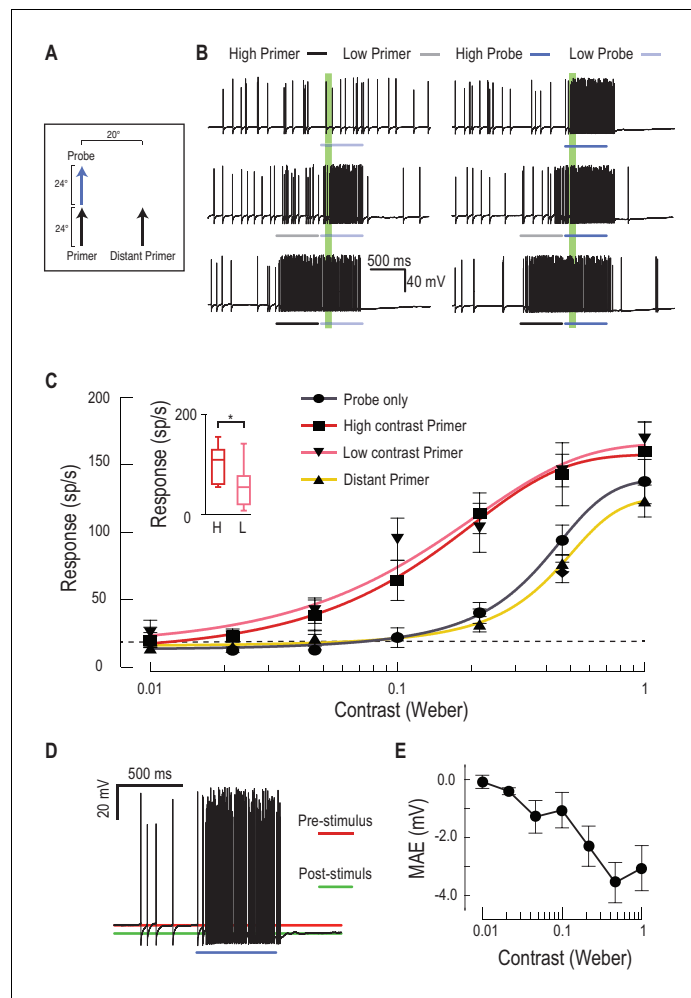 A
20°
Probe
24°
24°
Primer
Distant Primer
B
High Primer
Low Primer
High Probe
Low Probe
500 ms
40 mV
C
200
150
100
50
0
Response (sp/s)
200
0
Response (sp/s)
*
H
L
Probe only
High contrast Primer
Low contrast Primer
Distant Primer
0.01
0.1
1
Contrast (Weber)
D
500 ms
20 mV
Pre-stimulus
Post-stimuls
E
0.0
-2.0
-4.0
MAE (mV)
0.01
0.1
1
Contrast (Weber)